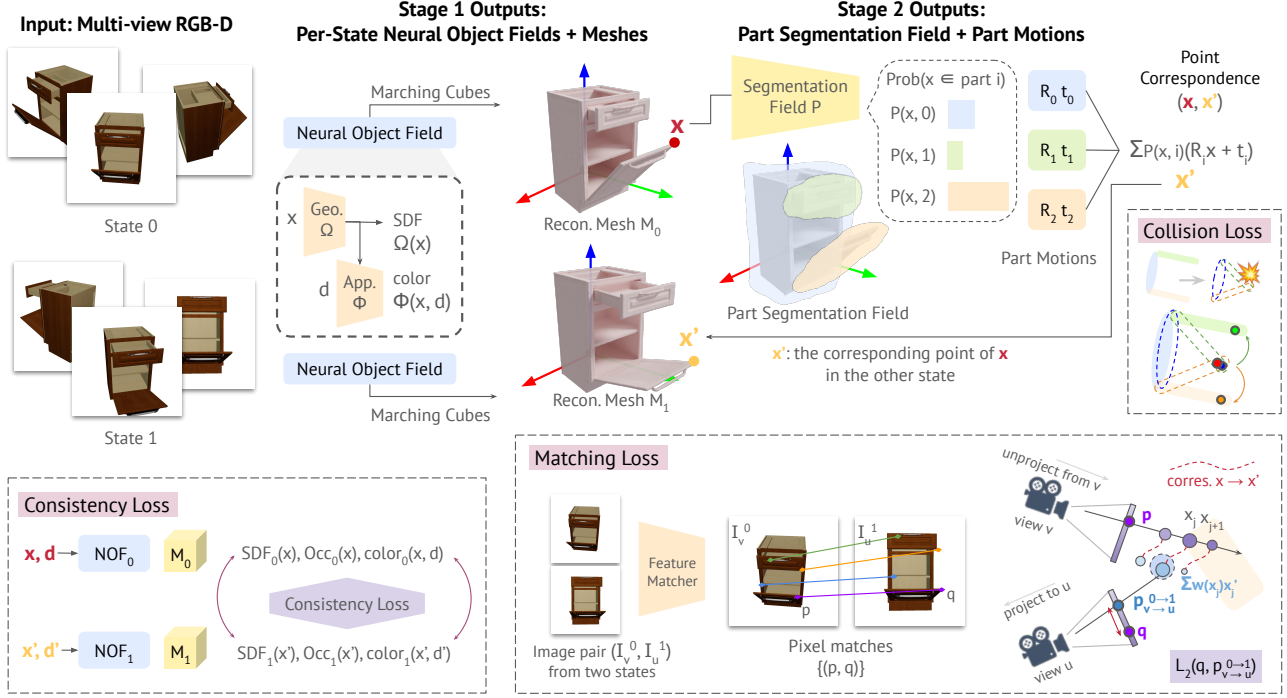 Input: Multi-view RGB-D
State 0
State 1
Stage 1 Outputs:
Per-State Neural Object Fields + Meshes
Marching Cubes
Neural Object Field
x
Geo.
Ω
SDF
Ω(x)
d
App.
Φ
color
Φ(x, d)
Neural Object Field
Marching Cubes
x
Recon. Mesh M₀
x'
Recon. Mesh M₁
Stage 2 Outputs:
Part Segmentation Field + Part Motions
Segmentation
Field P
Prob(x ∈ part i)
P(x, 0)
P(x, 1)
P(x, 2)
R₀ t₀
R₁ t₁
R₂ t₂
Part Motions
Part Segmentation Field
x': the corresponding point of x
in the other state
Point
Correspondence
(x, x')
ΣP(x, i)(Rᵢx + tᵢ)
x'
Collision Loss
Consistency Loss
x, d
NOF₀
M₀
SDF₀(x), Occ₀(x), color₀(x, d)
Consistency Loss
x', d'
NOF₁
M₁
SDF₁(x'), Occ₁(x'), color₁(x', d')
Matching Loss
Image pair (Iᵥ⁰, Iᵤ¹)
from two states
Feature
Matcher
Iᵥ⁰
p
Iᵤ¹
q
Pixel matches
{(p, q)}
unproject from v
view v
p
corres. x → x'
xⱼ
xⱼ₊₁
Σw(xⱼ)xⱼ'
project to u
view u
p⁰→¹ᵥ→ᵤ
q
L₂(q, p⁰→¹ᵥ→ᵤ)